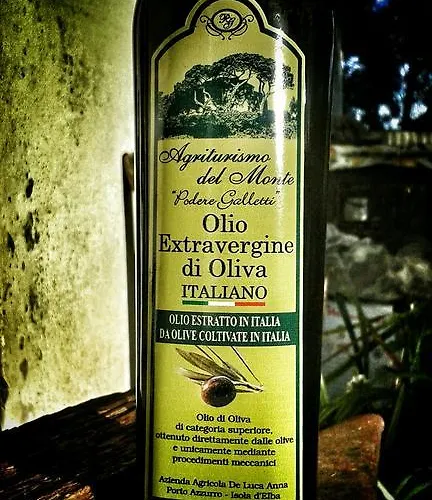 Agriturismo
del Monte
"Podere Galletti"
Olio
Extravergine
di Oliva
ITALIANO
OLIO ESTRATTO IN ITALIA
DA OLIVE COLTIVATE IN ITALIA
Olio di Oliva
di categoria superiore,
ottenuto direttamente dalle olive
e unicamente mediante
procedimenti meccanici
Azienda Agricola De Luca Anna
Porto Azzurro - Isola d'Elba